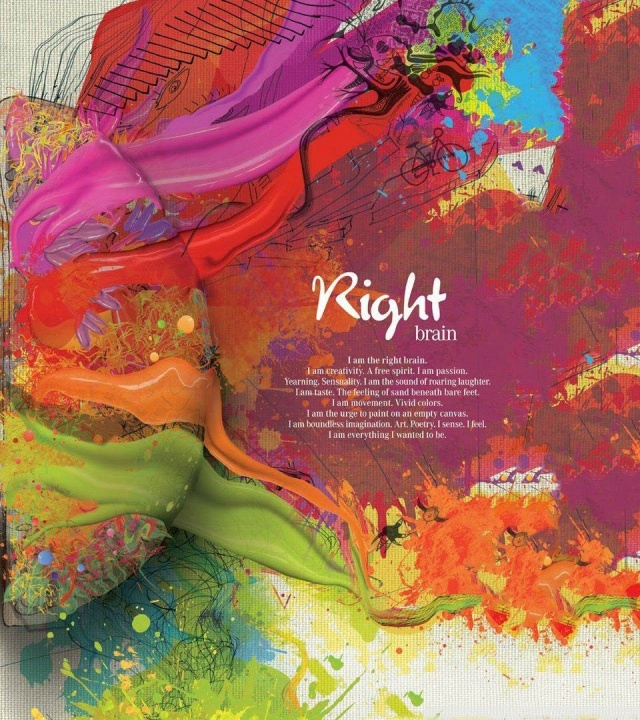 Right
brain
I am the right brain.
I am creativity. A free spirit. I am passion.
Yearning. Sensuality. I am the sound of roaring laughter.
I am taste. The feeling of sand beneath bare feet.
I am movement. Vivid colors.
I am the urge to paint on an empty canvas.
I am boundless imagination. Art. Poetry. I sense. I feel.
I am everything I wanted to be.